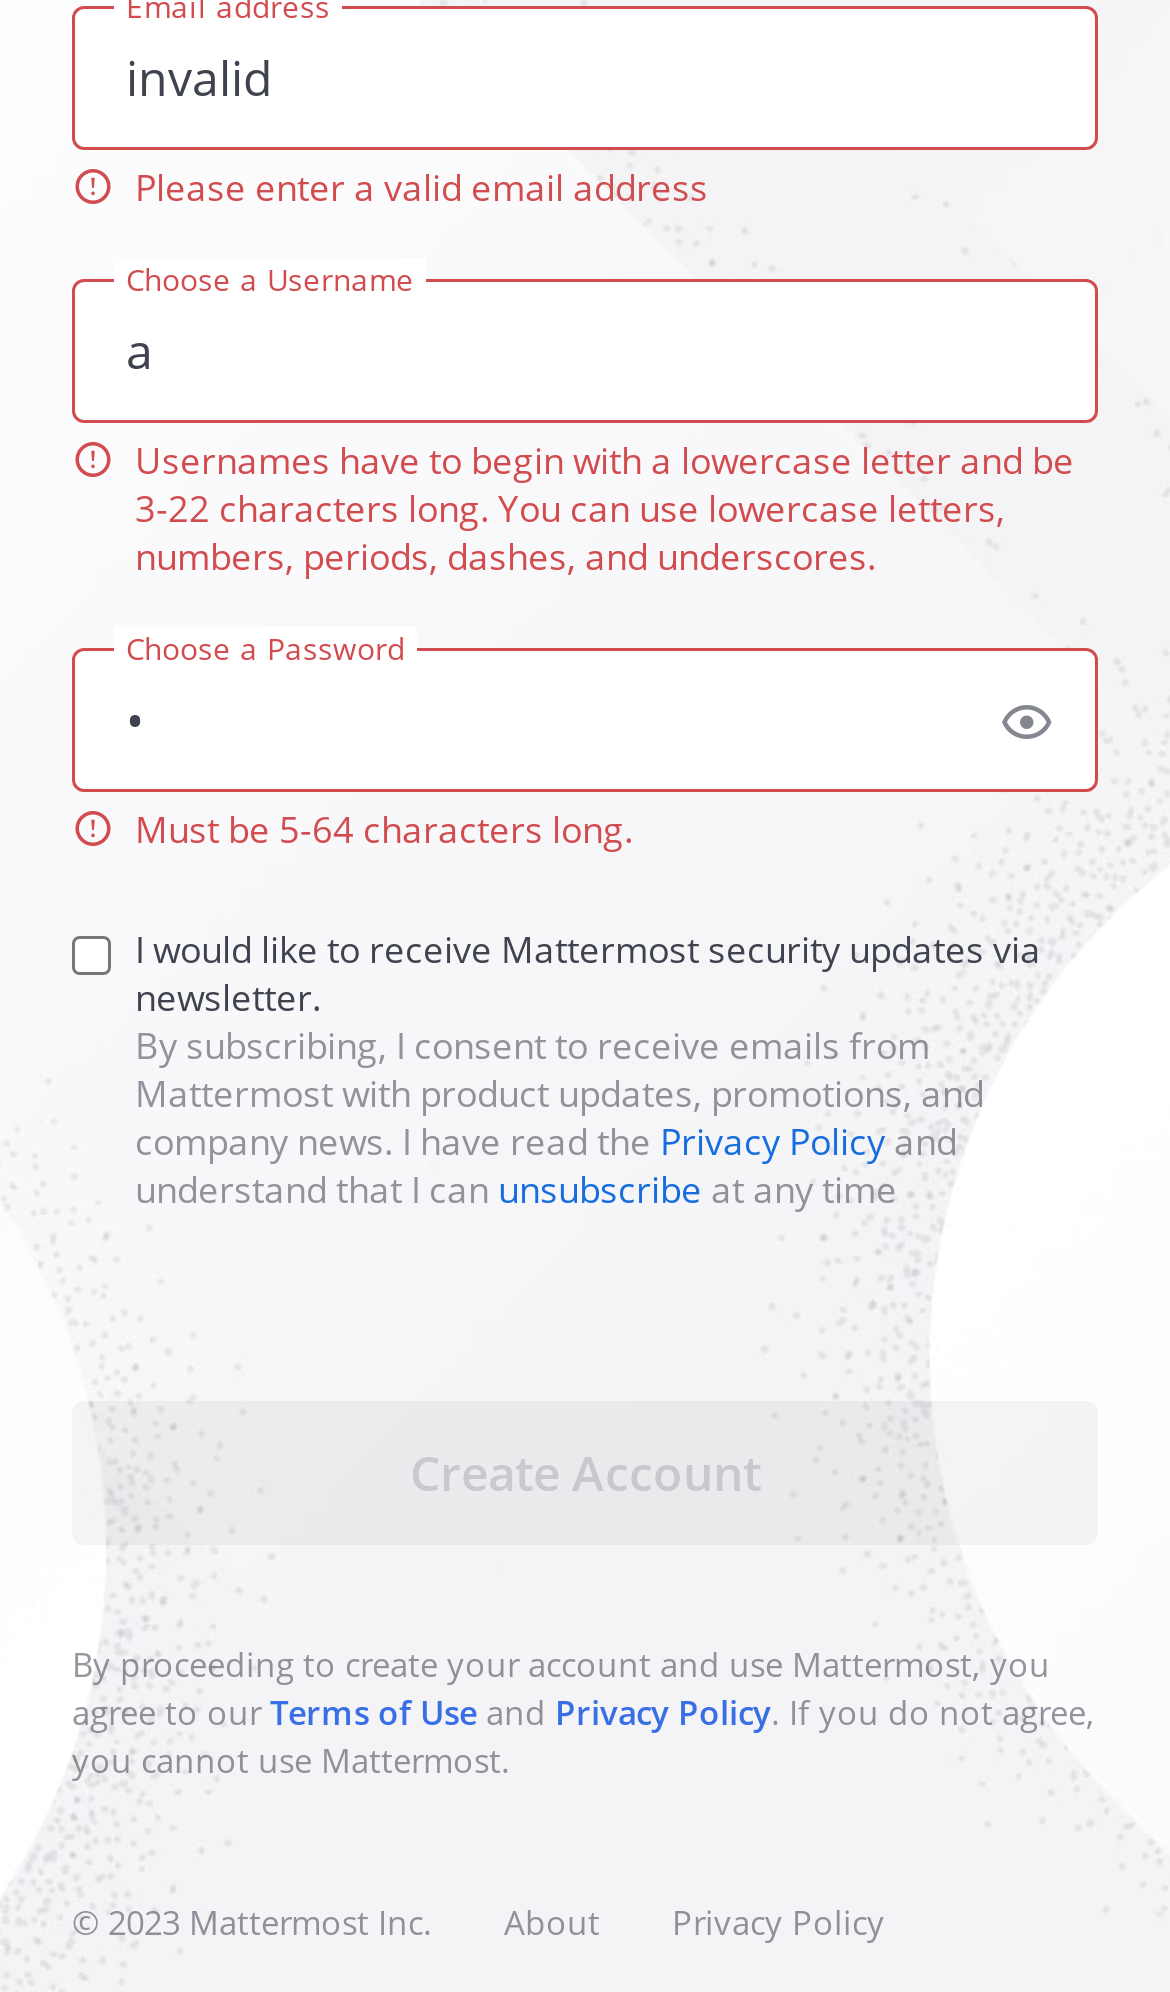 Email address
invalid
Please enter a valid email address
Choose a Username
a
Usernames have to begin with a lowercase letter and be
3-22 characters long. You can use lowercase letters,
numbers, periods, dashes, and underscores.
Choose a Password
•
Must be 5-64 characters long.
I would like to receive Mattermost security updates via
newsletter.
By subscribing, I consent to receive emails from
Mattermost with product updates, promotions, and
company news. I have read the Privacy Policy and
understand that I can unsubscribe at any time
Create Account
By proceeding to create your account and use Mattermost, you
agree to our Terms of Use and Privacy Policy. If you do not agree,
you cannot use Mattermost.
© 2023 Mattermost Inc. About Privacy Policy